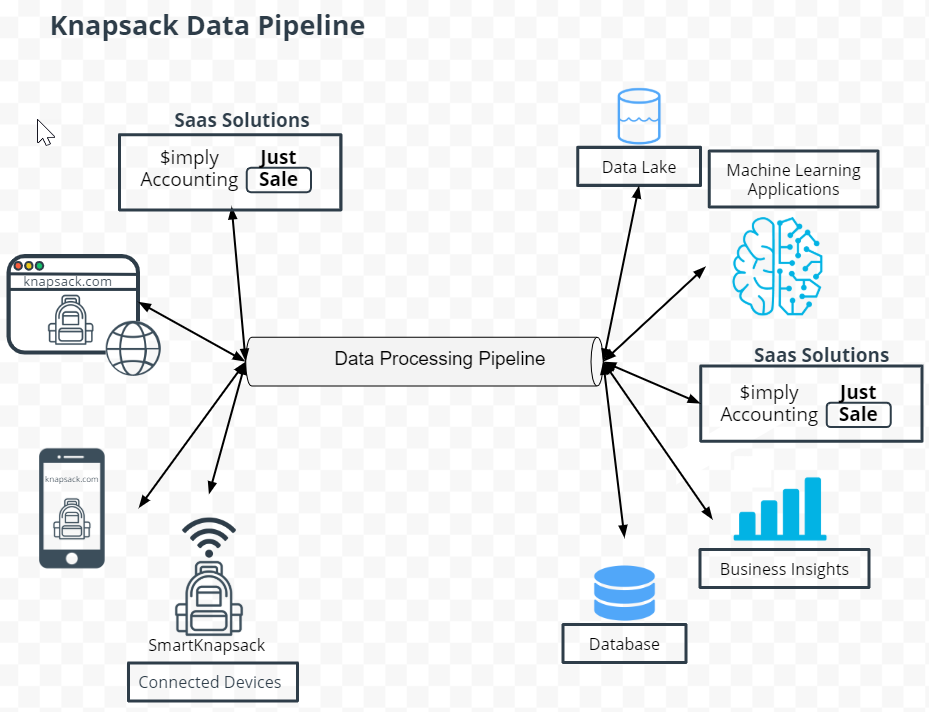 Knapsack Data Pipeline
Saas Solutions
$imply Just
Accounting Sale
knapsack.com
knapsack.com
SmartKnapsack
Connected Devices
Data Processing Pipeline
Data Lake
Machine Learning
Applications
Saas Solutions
$imply Just
Accounting Sale
Business Insights
Database